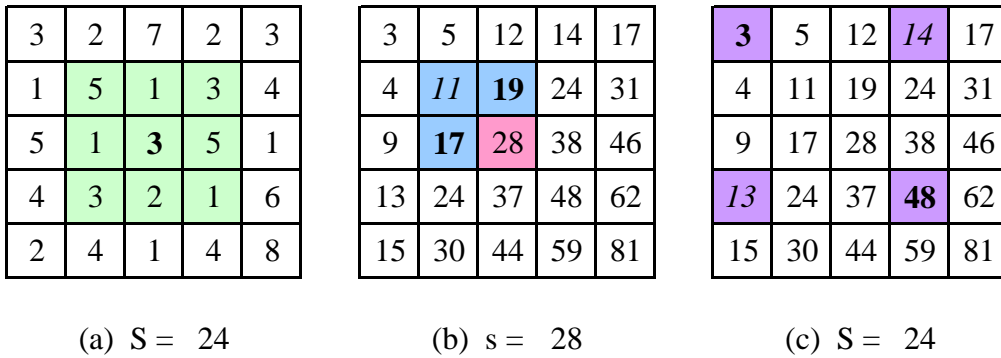 3 2 7 2 3 3 5 12 14 17 3 5 12 14 17
1 5 1 3 4 4 11 19 24 31 4 11 19 24 31
5 1 3 5 1 9 17 28 38 46 9 17 28 38 46
4 3 2 1 6 13 24 37 48 62 13 24 37 48 62
2 4 1 4 8 15 30 44 59 81 15 30 44 59 81
(a) S = 24 (b) s = 28 (c) S = 24